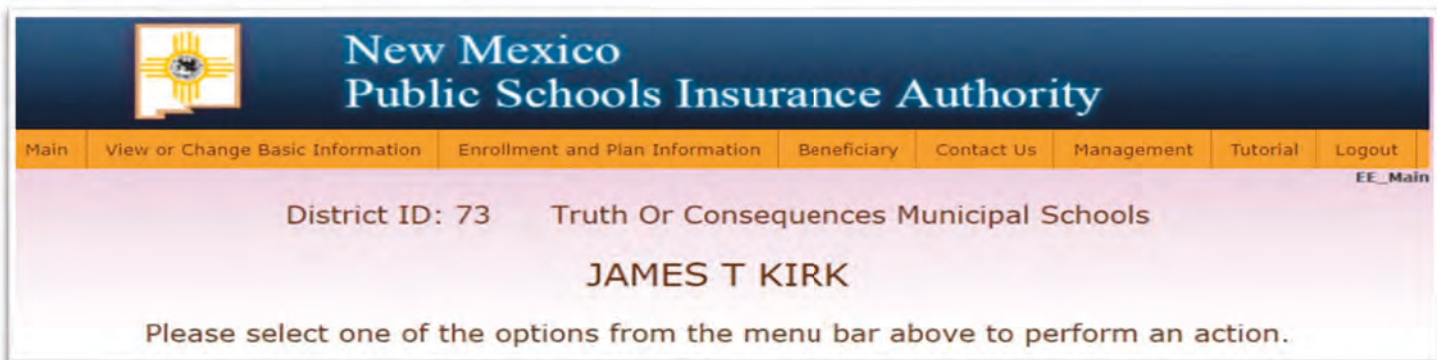 New Mexico
Public Schools Insurance Authority
Main View or Change Basic Information Enrollment and Plan Information Beneficiary Contact Us Management Tutorial Logout
EE_Main
District ID: 73 Truth Or Consequences Municipal Schools
JAMES T KIRK
Please select one of the options from the menu bar above to perform an action.